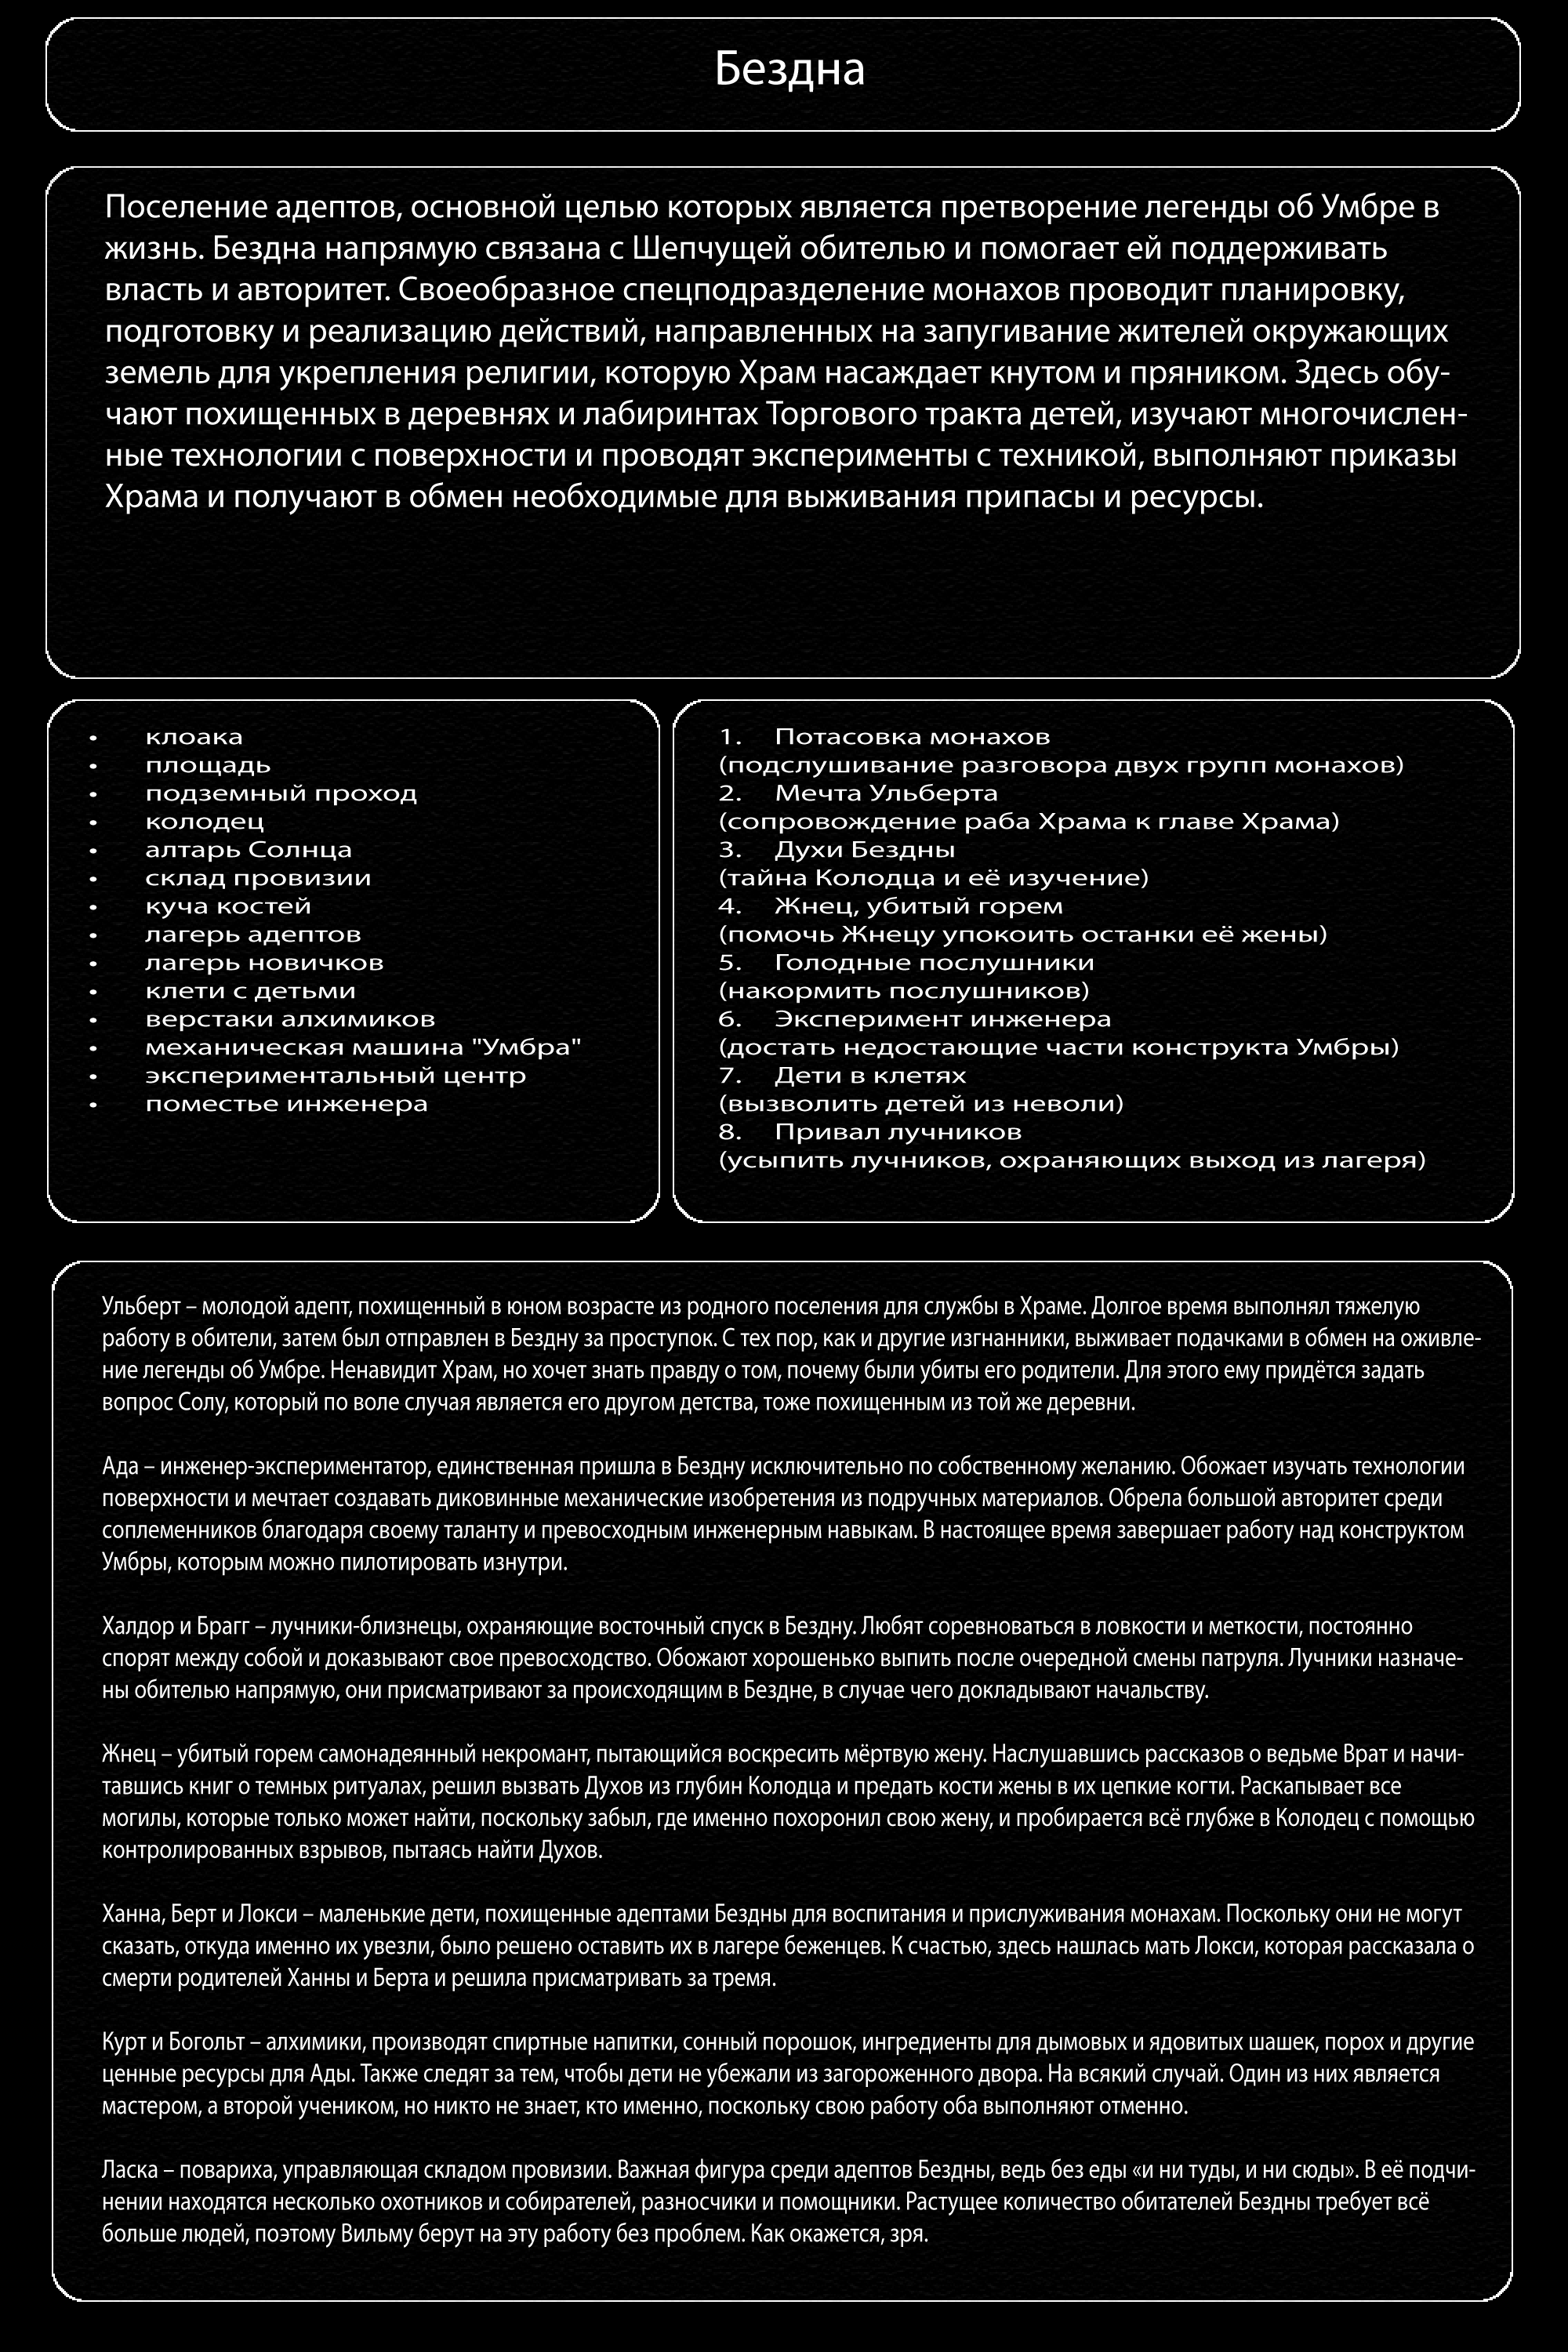 Бездна
Поселение адептов, основной целью которых является претворение легенды об Умбре в
жизнь. Бездна напрямую связана с Шепчущей обителью и помогает ей поддерживать
власть и авторитет. Своеобразное спецподразделение монахов проводит планировку,
подготовку и реализацию действий, направленных на запугивание жителей окружающих
земель для укрепления религии, которую Храм насаждает кнутом и пряником. Здесь обу-
чают похищенных в деревнях и лабиринтах Торгового тракта детей, изучают многочислен-
ные технологии с поверхности и проводят эксперименты с техникой, выполняют приказы
Храма и получают в обмен необходимые для выживания припасы и ресурсы.
• клоака
• площадь
• подземный проход
• колодец
• алтарь Солнца
• склад провизии
• куча костей
• лагерь адептов
• лагерь новичков
• клети с детьми
• верстаки алхимиков
• механическая машина "Умбра"
• экспериментальный центр
• поместье инженера
1. Потасовка монахов
(подслушивание разговора двух групп монахов)
2. Мечта Ульберта
(сопровождение раба Храма к главе Храма)
3. Духи Бездны
(тайна Колодца и её изучение)
4. Жнец, убитый горем
(помочь Жнецу упокоить останки её жены)
5. Голодные послушники
(накормить послушников)
6. Эксперимент инженера
(достать недостающие части конструкта Умбры)
7. Дети в клетях
(вызволить детей из неволи)
8. Привал лучников
(усыпить лучников, охраняющих выход из лагеря)
Ульберт – молодой адепт, похищенный в юном возрасте из родного поселения для службы в Храме. Долгое время выполнял тяжелую
работу в обители, затем был отправлен в Бездну за проступок. С тех пор, как и другие изгнанники, выживает подачками в обмен на оживле-
ние легенды об Умбре. Ненавидит Храм, но хочет знать правду о том, почему были убиты его родители. Для этого ему придётся задать
вопрос Солу, который по воле случая является его другом детства, тоже похищенным из той же деревни.
Ада – инженер-экспериментатор, единственная пришла в Бездну исключительно по собственному желанию. Обожает изучать технологии
поверхности и мечтает создавать диковинные механические изобретения из подручных материалов. Обрела большой авторитет среди
соплеменников благодаря своему таланту и превосходным инженерным навыкам. В настоящее время завершает работу над конструктом
Умбры, которым можно пилотировать изнутри.
Халдор и Брагг – лучники-близнецы, охраняющие восточный спуск в Бездну. Любят соревноваться в ловкости и меткости, постоянно
спорят между собой и доказывают свое превосходство. Обожают хорошенько выпить после очередной смены патруля. Лучники назначе-
ны обителью напрямую, они присматривают за происходящим в Бездне, в случае чего докладывают начальству.
Жнец – убитый горем самонадеянный некромант, пытающийся воскресить мёртвую жену. Наслушавшись рассказов о ведьме Врат и начи-
тавшись книг о темных ритуалах, решил вызвать Духов из глубин Колодца и предать кости жены в их цепкие когти. Раскапывает все
могилы, которые только может найти, поскольку забыл, где именно похоронил свою жену, и пробирается всё глубже в Колодец с помощью
контролированных взрывов, пытаясь найти Духов.
Ханна, Берт и Локси – маленькие дети, похищенные адептами Бездны для воспитания и прислуживания монахам. Поскольку они не могут
сказать, откуда именно их увезли, было решено оставить их в лагере беженцев. К счастью, здесь нашлась мать Локси, которая рассказала о
смерти родителей Ханны и Берта и решила присматривать за тремя.
Курт и Богольт – алхимики, производят спиртные напитки, сонный порошок, ингредиенты для дымовых и ядовитых шашек, порох и другие
ценные ресурсы для Ады. Также следят за тем, чтобы дети не убежали из загороженного двора. На всякий случай. Один из них является
мастером, а второй учеником, но никто не знает, кто именно, поскольку свою работу оба выполняют отменно.
Ласка – повариха, управляющая складом провизии. Важная фигура среди адептов Бездны, ведь без еды «и ни туды, и ни сюды». В её подчи-
нении находятся несколько охотников и собирателей, разносчики и помощники. Растущее количество обитателей Бездны требует всё
больше людей, поэтому Вильму берут на эту работу без проблем. Как окажется, зря.